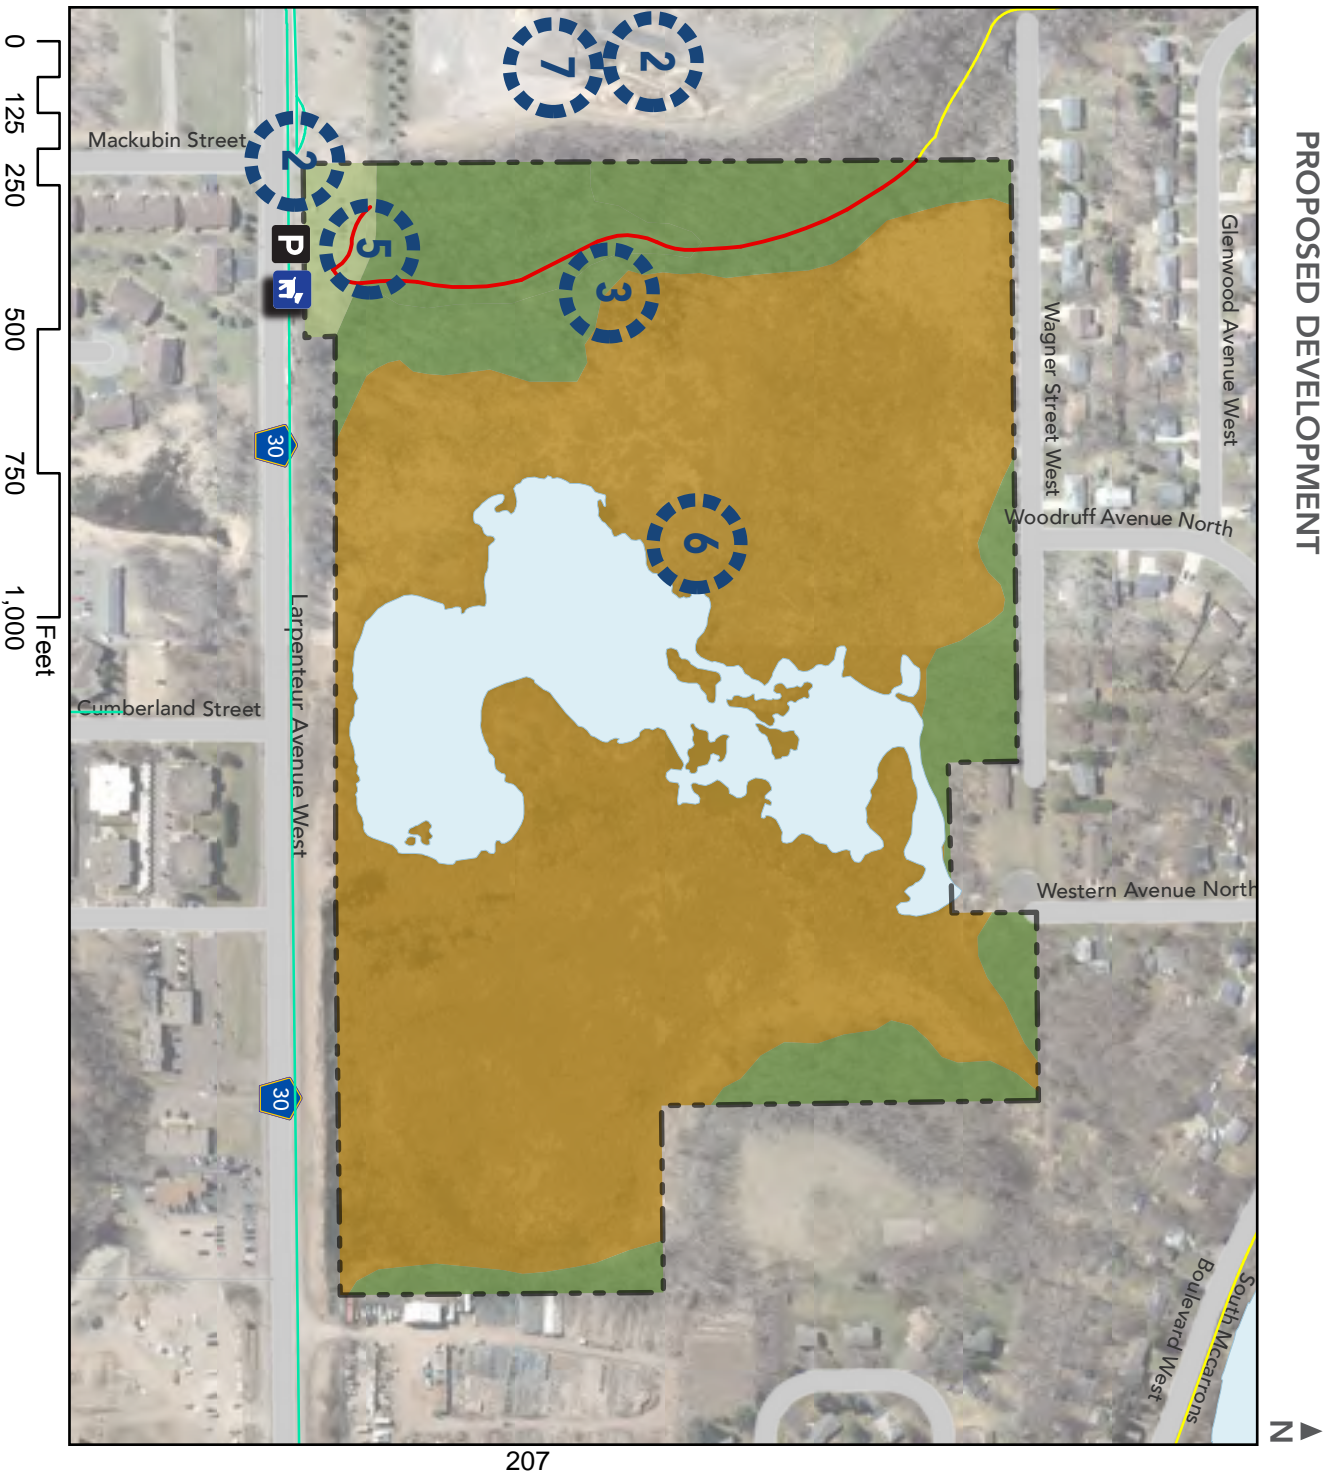 PROPOSED DEVELOPMENT
N
Glenwood Avenue West
Wagner Street West
Woodruff Avenue North
Western Avenue North
South Mccarrons
Boulevard West
2
7
3
6
5
2
P
30
30
Larpenteur Avenue West
Mackubin Street
Cumberland Street
0 125 250 500 750 1,000
Feet
207